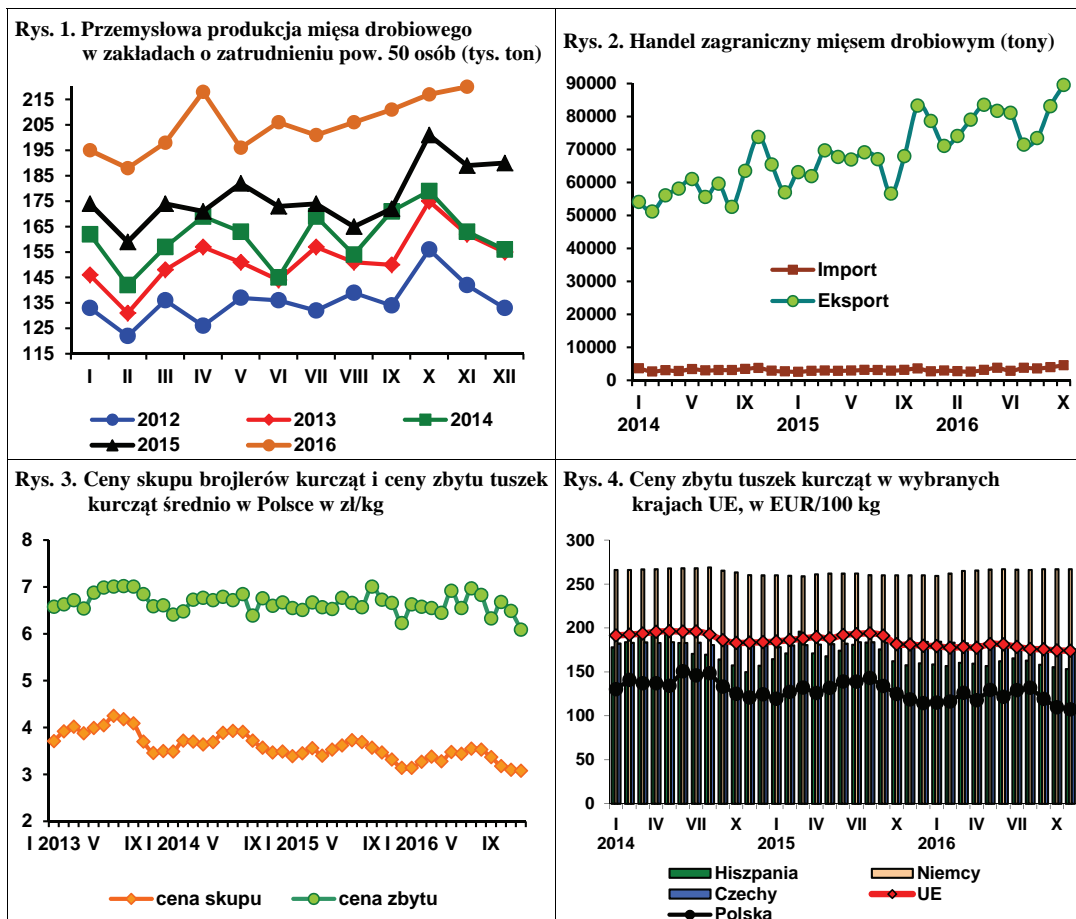 Rys. 1. Przemysłowa produkcja mięsa drobiowego
w zakładach o zatrudnieniu pow. 50 osób (tys. ton)
215
205
195
185
175
165
155
145
135
125
115
I II III IV V VI VII VIII IX X XI XII
2012 2013 2014
2015 2016
Rys. 2. Handel zagraniczny mięsem drobiowym (tony)
90000
80000
70000
60000
50000
40000
30000
20000
10000
0
Import
Eksport
I V IX I V IX II VI X
2014 2015 2016
Rys. 3. Ceny skupu brojlerów kurcząt i ceny zbytu tuszek
kurcząt średnio w Polsce w zł/kg
8
7
6
5
4
3
2
I 2013 V IX I 2014 V IX I 2015 V IX I 2016 V IX
cena skupu cena zbytu
Rys. 4. Ceny zbytu tuszek kurcząt w wybranych
krajach UE, w EUR/100 kg
300
250
200
150
100
50
0
I IV VII X I IV VII X I IV VII X
2014 2015 2016
Hiszpania Niemcy
Czechy UE
Polska